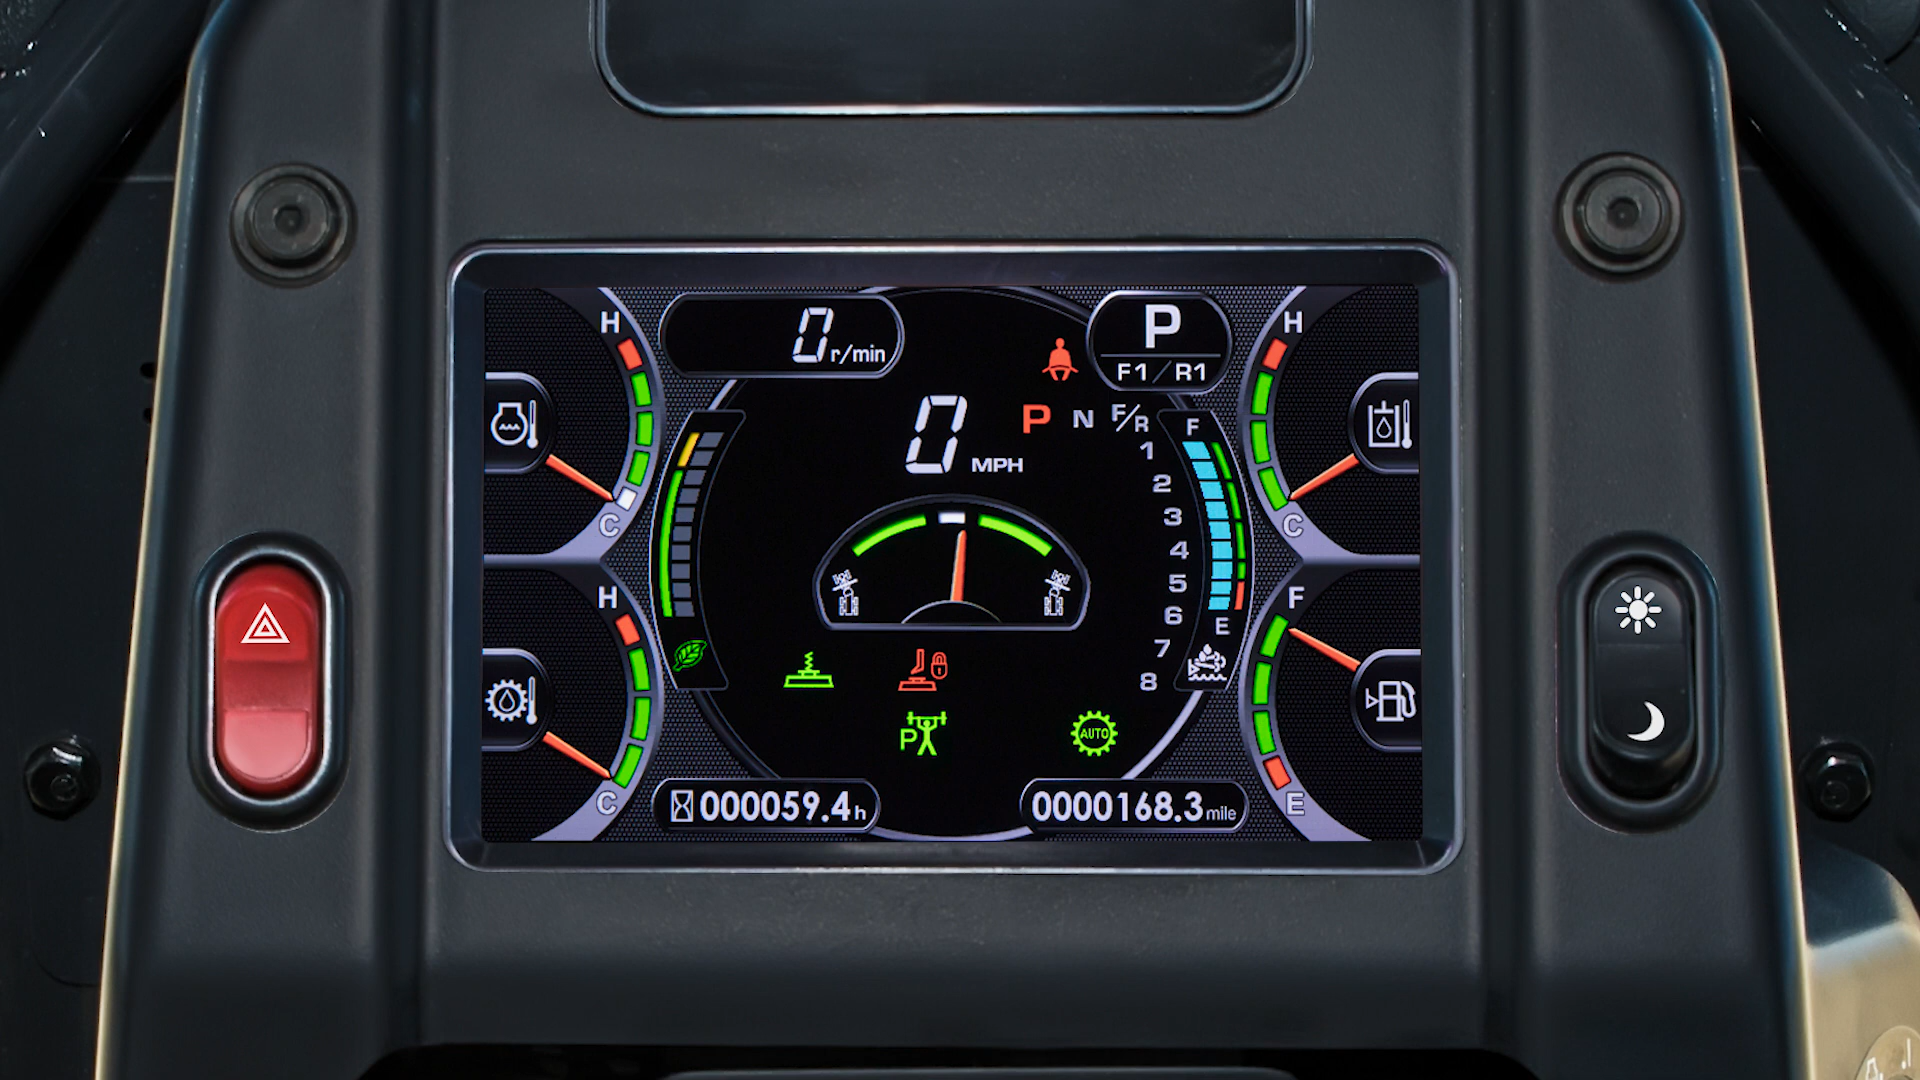 H
0 r/min
P
H
F1/R1
P N F/R
F
0 MPH
1
2
3
C
C
4
5
H
F
6
E
7
8
P
AUTO
C
000059.4 h
0000168.3 mile
E